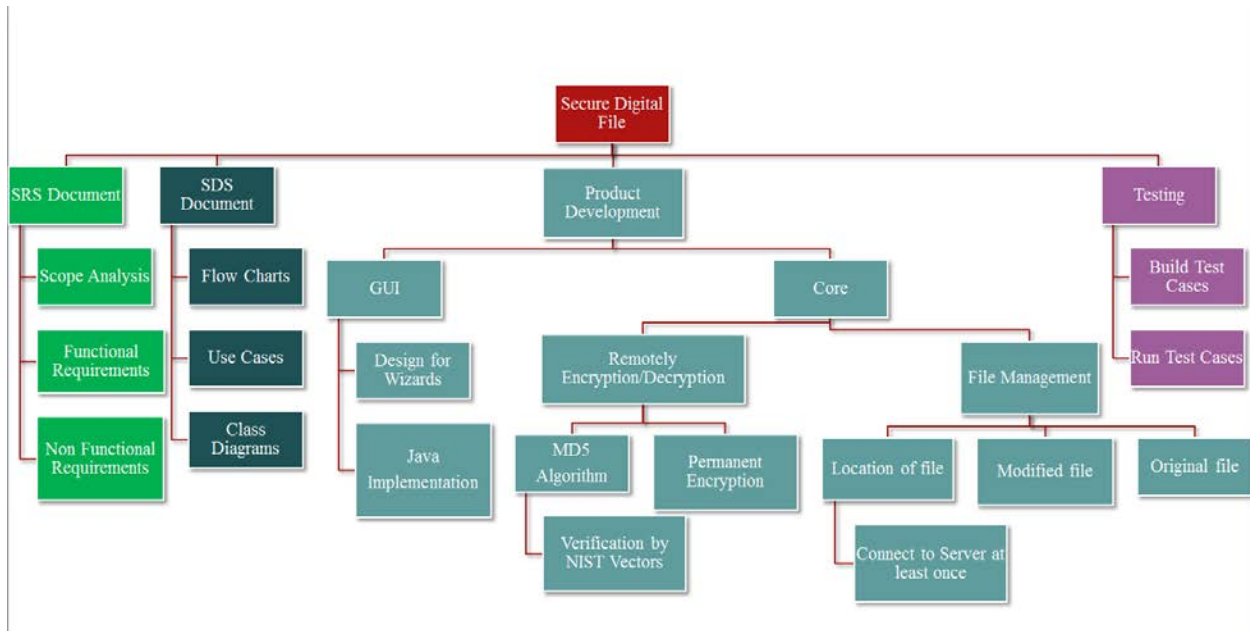 Secure Digital
File
SRS Document
SDS
Document
Product
Development
Testing
Scope Analysis
Flow Charts
GUI
Core
Build Test
Cases
Functional
Requirements
Use Cases
Design for
Wizards
Remotely
Encryption/Decryption
File Management
Run Test Cases
Non Functional
Requirements
Class
Diagrams
Java
Implementation
MD5
Algorithm
Permanent
Encryption
Location of file
Modified file
Original file
Verification by
NIST Vectors
Connect to Server at
least once